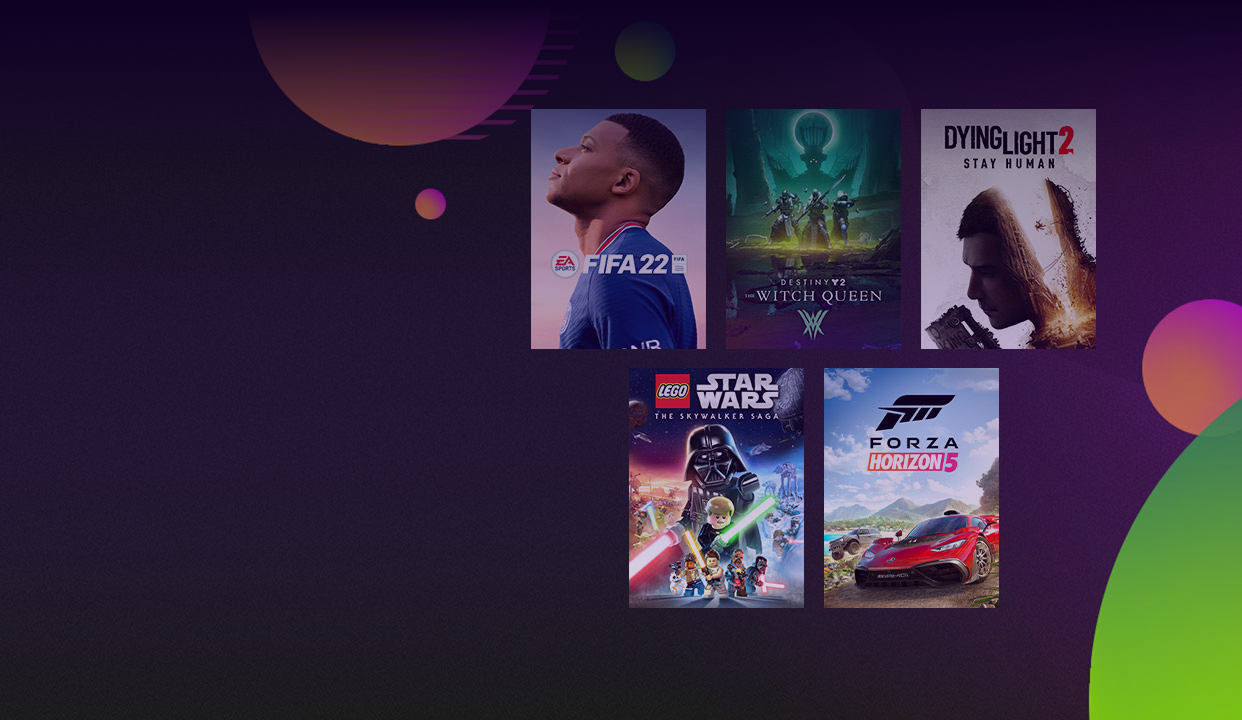 EA
SPORTS
FIFA 22
FIFA
DESTINY 2
THE WITCH QUEEN
DYING LIGHT 2
STAY HUMAN
LEGO
STAR
WARS
THE SKYWALKER SAGA
FORZA
HORIZON 5